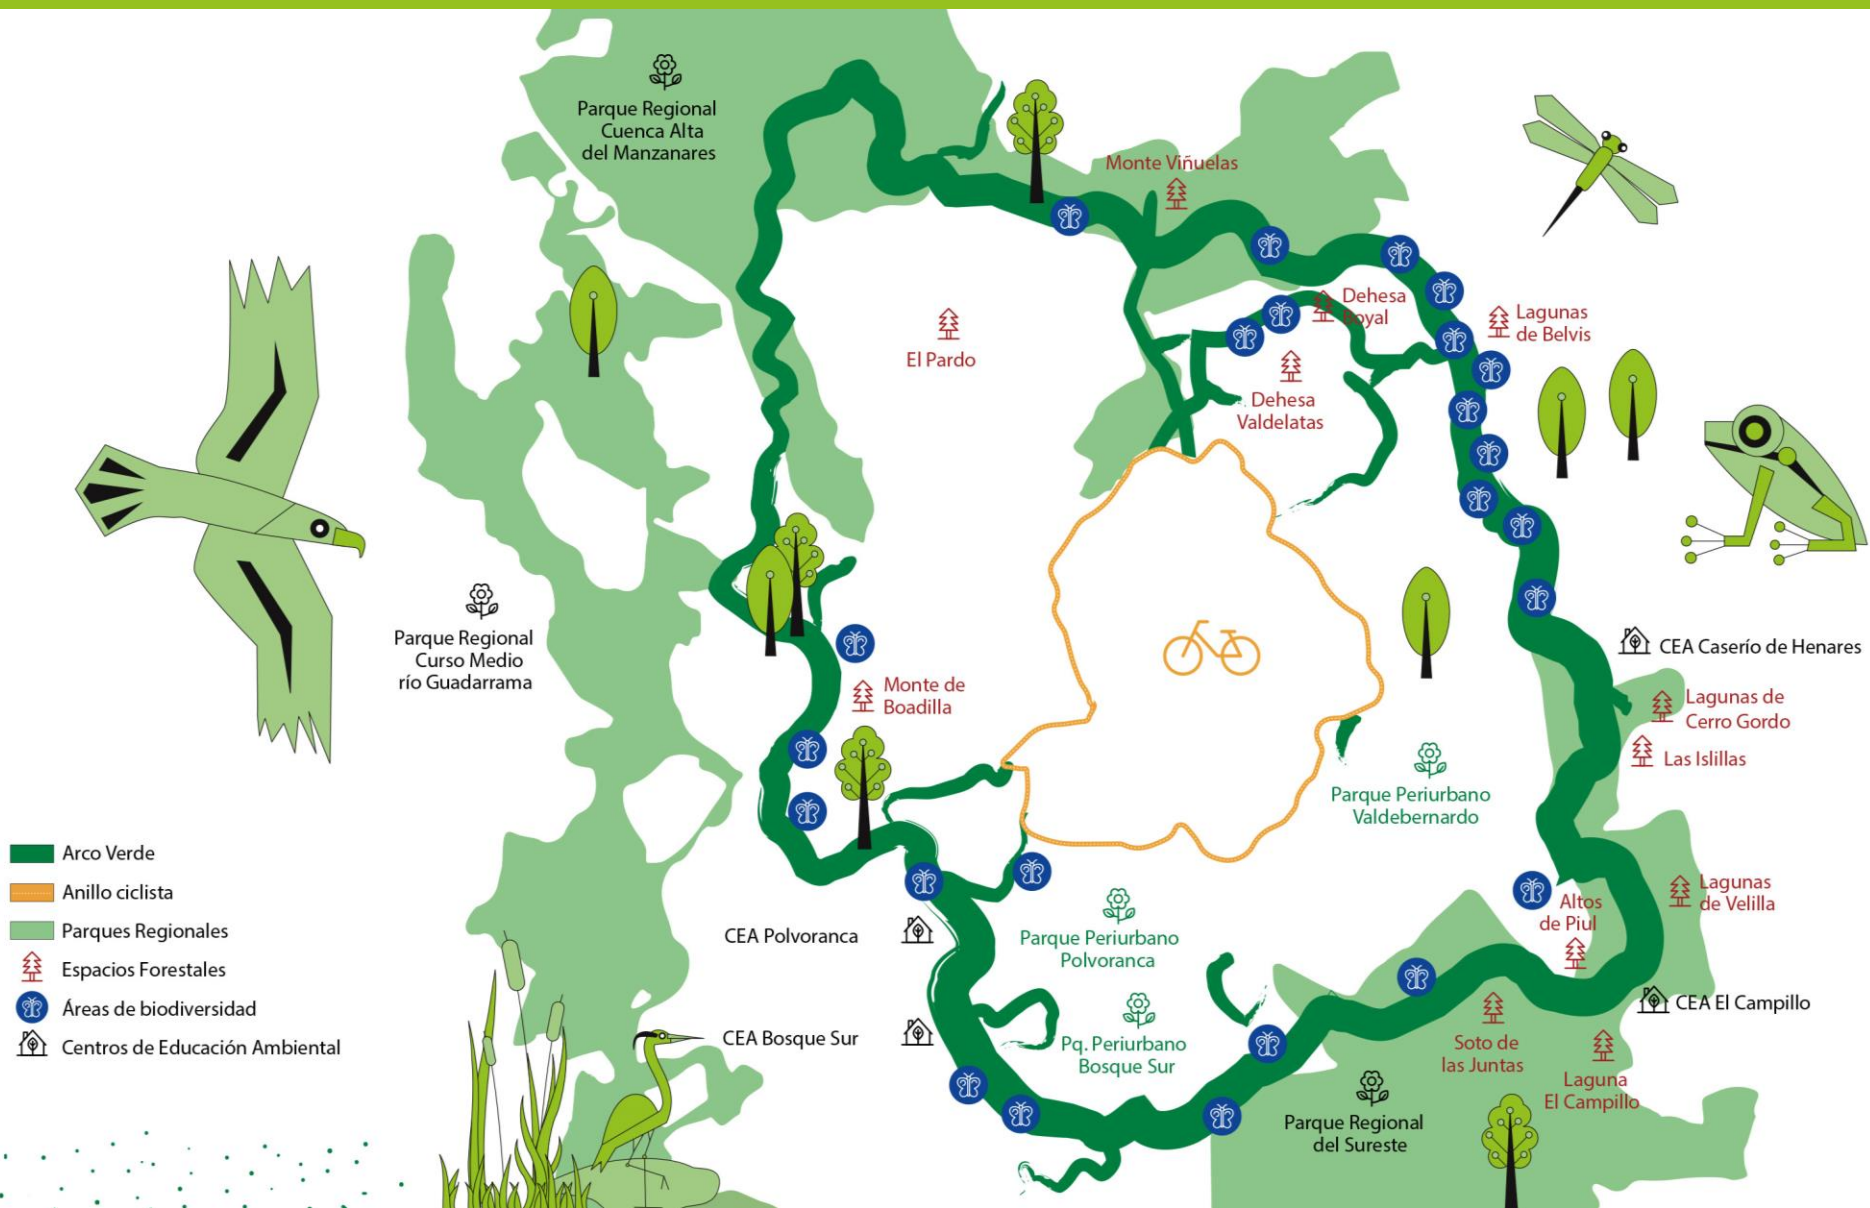 Parque Regional
Cuenca Alta
del Manzanares
Monte Viñuelas
El Pardo
Dehesa
Boyal
Lagunas
de Belvis
Dehesa
Valdelatas
Parque Regional
Curso Medio
río Guadarrama
Monte de
Boadilla
CEA Caserío de Henares
Lagunas de
Cerro Gordo
Las Islillas
Parque Periurbano
Valdebernardo
Arco Verde
Anillo ciclista
Parques Regionales
Espacios Forestales
Áreas de biodiversidad
Centros de Educación Ambiental
CEA Polvoranca
Parque Periurbano
Polvoranca
Altos
de Piul
Lagunas
de Velilla
CEA Bosque Sur
Pq. Periurbano
Bosque Sur
CEA El Campillo
Soto de
las Juntas
Laguna
El Campillo
Parque Regional
del Sureste